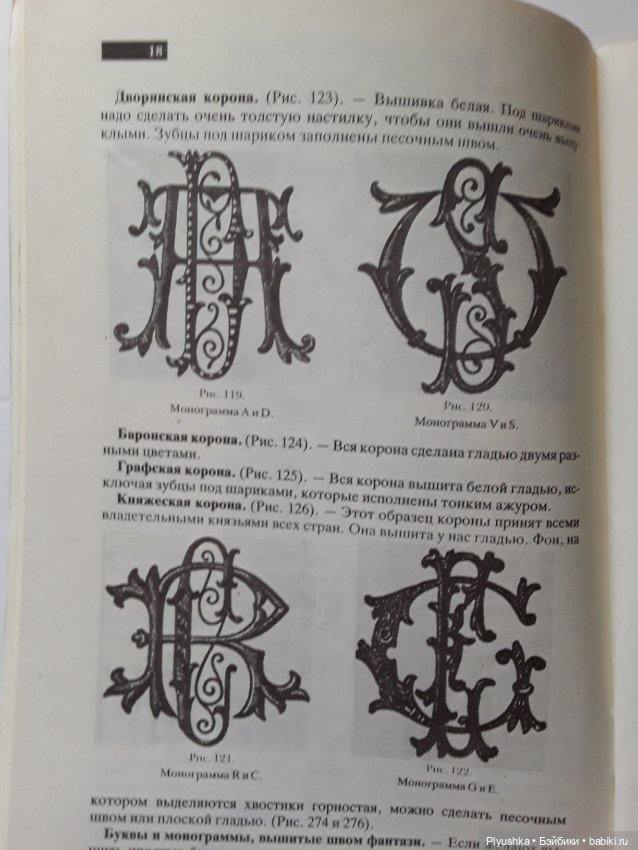 18
Дворянская корона. (Рис. 123). — Вышивка белая. Под шариками
надо сделать очень толстую настилку, чтобы они вышли очень выпу-
клыми. Зубцы под шариком заполнены песочным швом.
Рис. 119.
Монограмма A и D.
Рис. 120.
Монограмма V и S.
Баронская корона. (Рис. 124). — Вся корона сделана гладью двумя раз-
ными цветами.
Графская корона. (Рис. 125). — Вся корона вышита белой гладью, ис-
ключая зубцы под шариками, которые исполнены тонким ажуром.
Княжеская корона. (Рис. 126). — Этот образец короны принят всеми
владетельными князьями всех стран. Она вышита у нас гладью. Фон, на
Рис. 121.
Монограмма R и C.
Рис. 122.
Монограмма G и E.
котором выделяются хвостики горностая, можно сделать песочным
швом или плоской гладью. (Рис. 274 и 276).
Буквы и монограммы, вышитые швом фантази. — Если
Plyushka • Бэйбики • babiki.ru